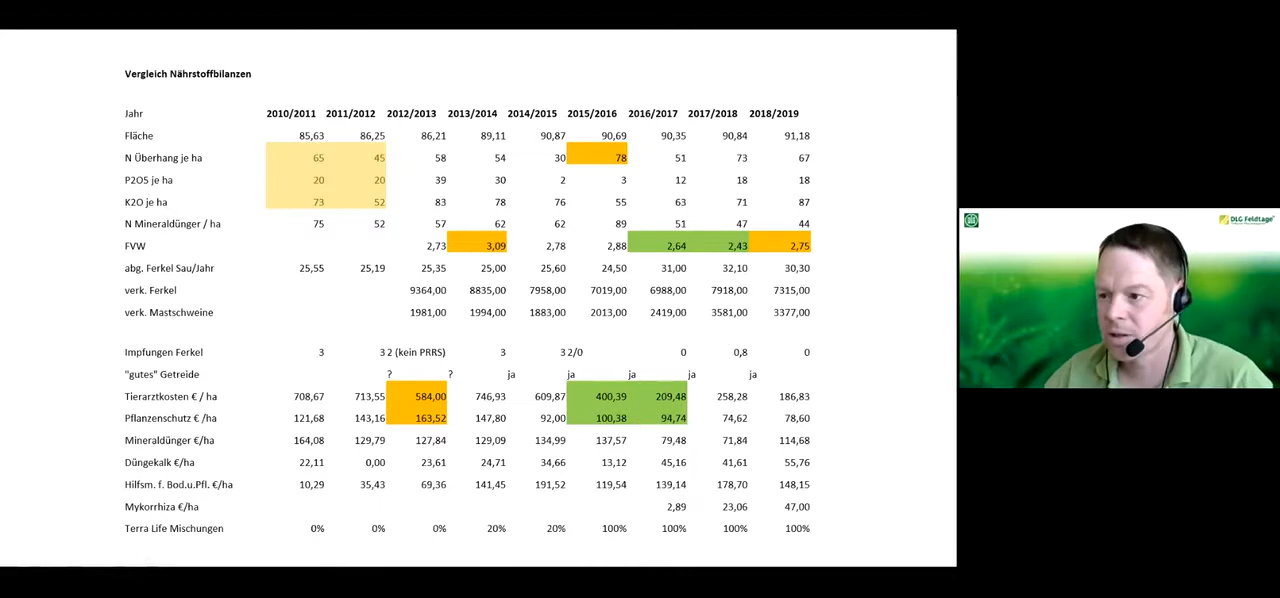 Vergleich Nährstoffbilanzen
Jahr 2010/2011 2011/2012 2012/2013 2013/2014 2014/2015 2015/2016 2016/2017 2017/2018 2018/2019
Fläche 85,63 86,25 86,21 89,11 90,87 90,69 90,35 90,84 91,18
N Überhang je ha 65 45 58 54 30 78 51 73 67
P2O5 je ha 20 20 39 30 2 3 12 18 18
K2O je ha 73 52 83 78 76 55 63 71 87
N Mineraldünger / ha 75 52 57 62 62 89 51 47 44
FVW 2,73 3,09 2,78 2,88 2,64 2,43 2,75
abg. Ferkel Sau/Jahr 25,55 25,19 25,35 25,00 25,60 24,50 31,00 32,10 30,30
verk. Ferkel 9364,00 8835,00 7958,00 7019,00 6988,00 7918,00 7315,00
verk. Mastschweine 1981,00 1994,00 1883,00 2013,00 2419,00 3581,00 3377,00
Impfungen Ferkel 3 3 2 (kein PRRS) 3 3 2/0 0 0,8 0
"gutes" Getreide ? ? ja ja ja ja ja
Tierarztkosten € / ha 708,67 713,55 584,00 746,93 609,87 400,39 209,48 258,28 186,83
Pflanzenschutz € /ha 121,68 143,16 163,52 147,80 92,00 100,38 94,74 74,62 78,60
Mineraldünger €/ha 164,08 129,79 127,84 129,09 134,99 137,57 79,48 71,84 114,68
Düngekalk €/ha 22,11 0,00 23,61 24,71 34,66 13,12 45,16 41,61 55,76
Hilfsm. f. Bod.u.Pfl. €/ha 10,29 35,43 69,36 141,45 191,52 119,54 139,14 178,70 148,15
Mykorrhiza €/ha 2,89 23,06 47,00
Terra Life Mischungen 0% 0% 0% 20% 20% 100% 100% 100% 100%
DLG Feldtage